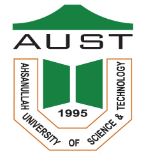 AUST
1995
AHSANULLAH UNIVERSITY OF SCIENCE & TECHNOLOGY